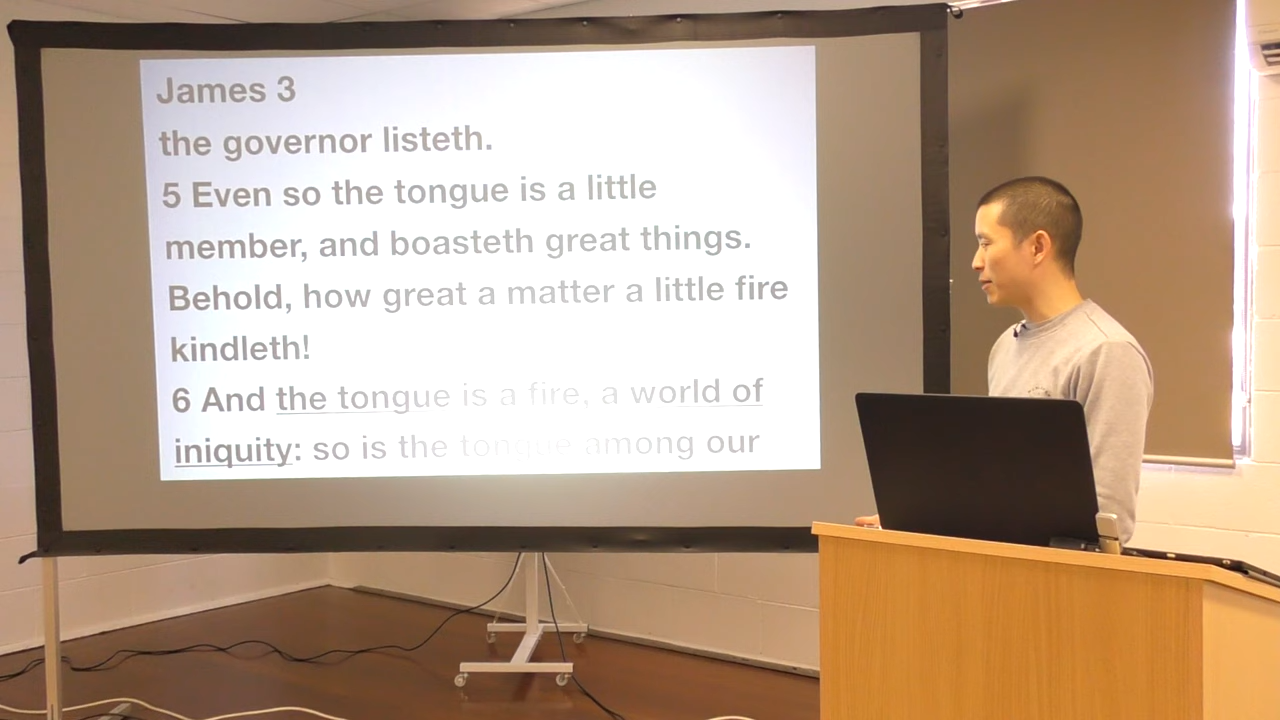 James 3
the governor listeth.
5 Even so the tongue is a little
member, and boasteth great things.
Behold, how great a matter a little fire
kindleth!
6 And the tongue is a fire, a world of
iniquity: so is the tongue among our